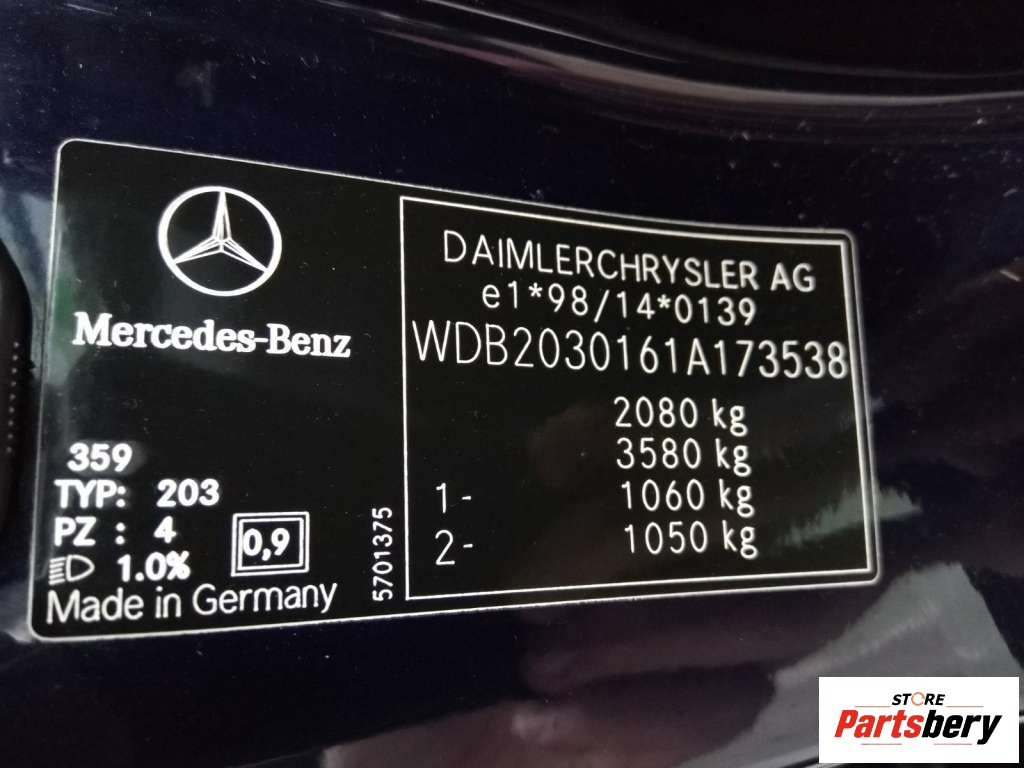 Mercedes-Benz
359
TYP: 203
PZ : 4
1.0%
0,9
Made in Germany
5701375
DAIMLERCHRYSLER AG
e1*98/14*0139
WDB2030161A173538
2080 kg
3580 kg
1- 1060 kg
2- 1050 kg
STORE
Partsbery